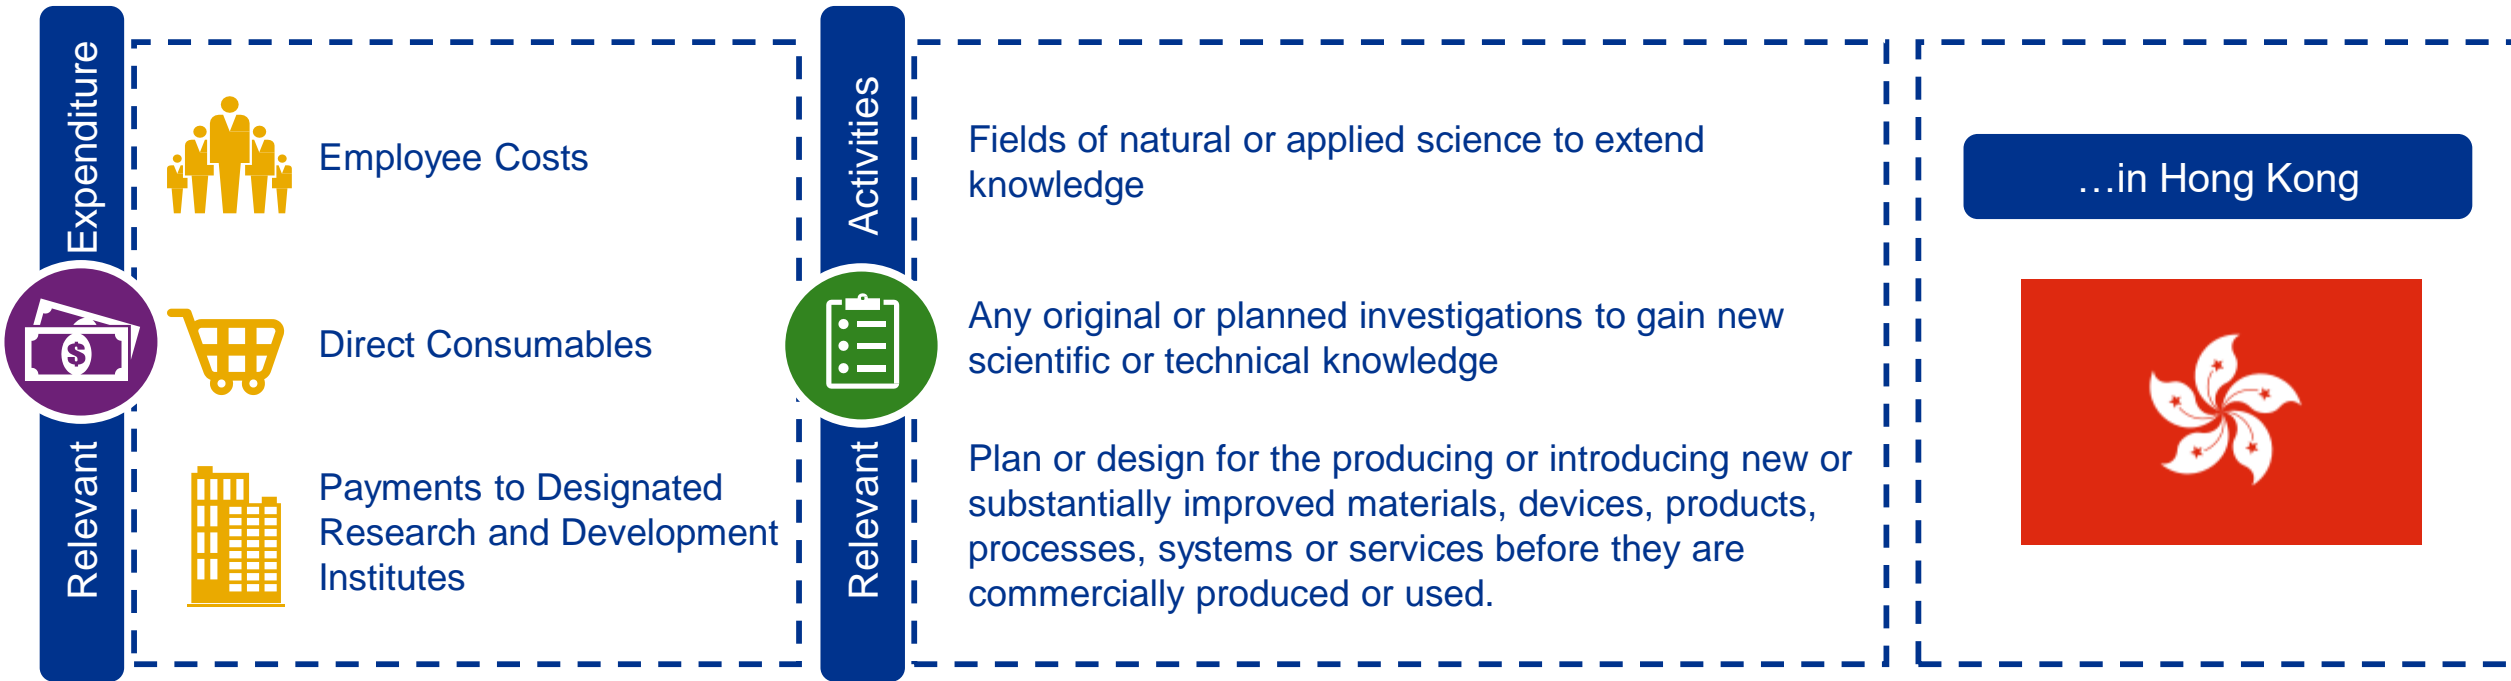 Relevant Expenditure
Employee Costs
Direct Consumables
Payments to Designated
Research and Development
Institutes
Relevant Activities
Fields of natural or applied science to extend
knowledge
Any original or planned investigations to gain new
scientific or technical knowledge
Plan or design for the producing or introducing new or
substantially improved materials, devices, products,
processes, systems or services before they are
commercially produced or used.
…in Hong Kong
$